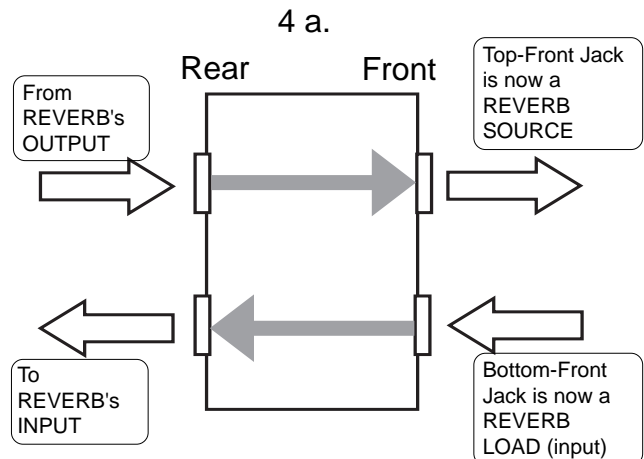 4 a.
Rear
Front
From
REVERB's
OUTPUT
Top-Front Jack
is now a
REVERB
SOURCE
To
REVERB's
INPUT
Bottom-Front
Jack is now a
REVERB
LOAD (input)